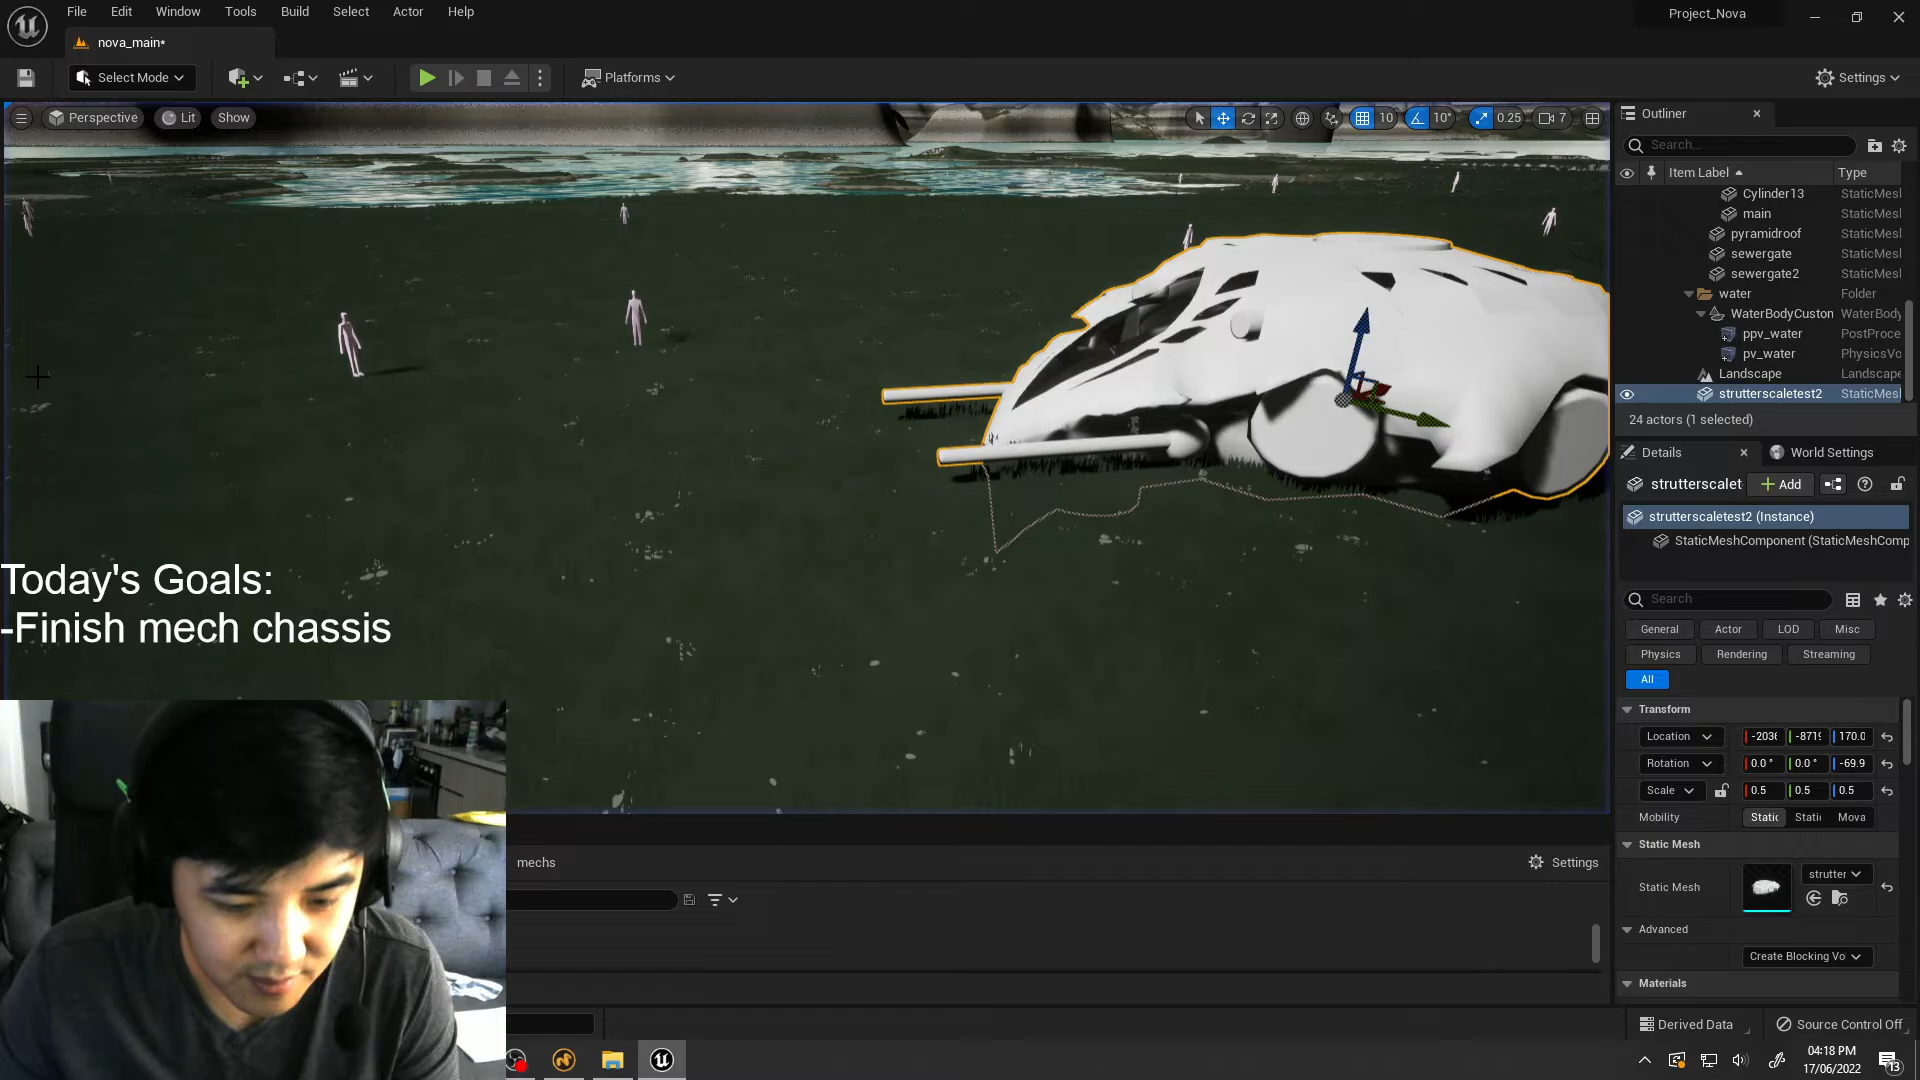 File Edit Window Tools Build Select Actor Help
Project_Nova
nova_main*
Select Mode
Platforms
Settings
Perspective
Lit
Show
10
10°
0.25
7
Outliner
Search...
Item Label
Type
Cylinder13 StaticMesl
main StaticMesl
pyramidroof StaticMesl
sewergate StaticMesl
sewergate2 StaticMesl
water Folder
WaterBodyCuston WaterBody
ppv_water PostProce
pv_water PhysicsVo
Landscape Landscape
strutterscaletest2 StaticMesl
24 actors (1 selected)
Details
World Settings
strutterscalet
Add
strutterscaletest2 (Instance)
StaticMeshComponent (StaticMeshComp
Search
General Actor LOD Misc
Physics Rendering Streaming
All
Transform
Location -2036 -8719 170.0
Rotation 0.0 ° 0.0 ° -69.9
Scale 0.5 0.5 0.5
Mobility Static Static Mova
Static Mesh
Static Mesh strutter
Advanced
Create Blocking Vo
Materials
Today's Goals:
-Finish mech chassis
mechs
Settings
Derived Data
Source Control Off
04:18 PM
17/06/2022
13